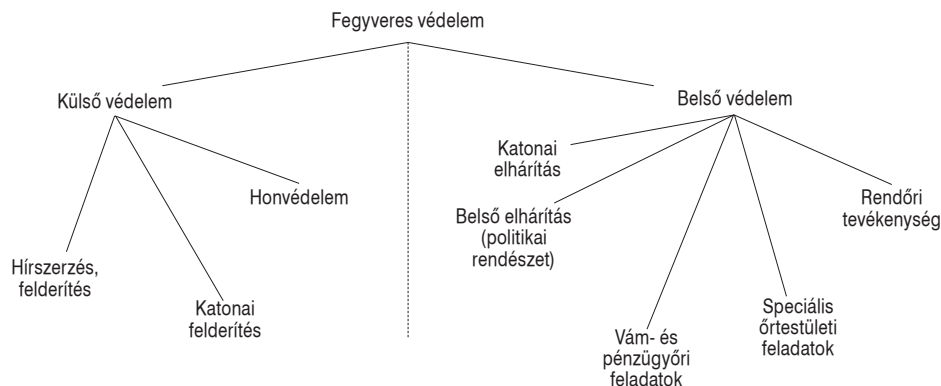 Fegyveres védelem
Külső védelem
Belső védelem
Katonai
elhárítás
Honvédelem
Belső elhárítás
(politikai
rendészet)
Rendőri
tevékenység
Hírszerzés,
felderítés
Katonai
felderítés
Speciális
őrtestületi
feladatok
Vám- és
pénzügyőri
feladatok